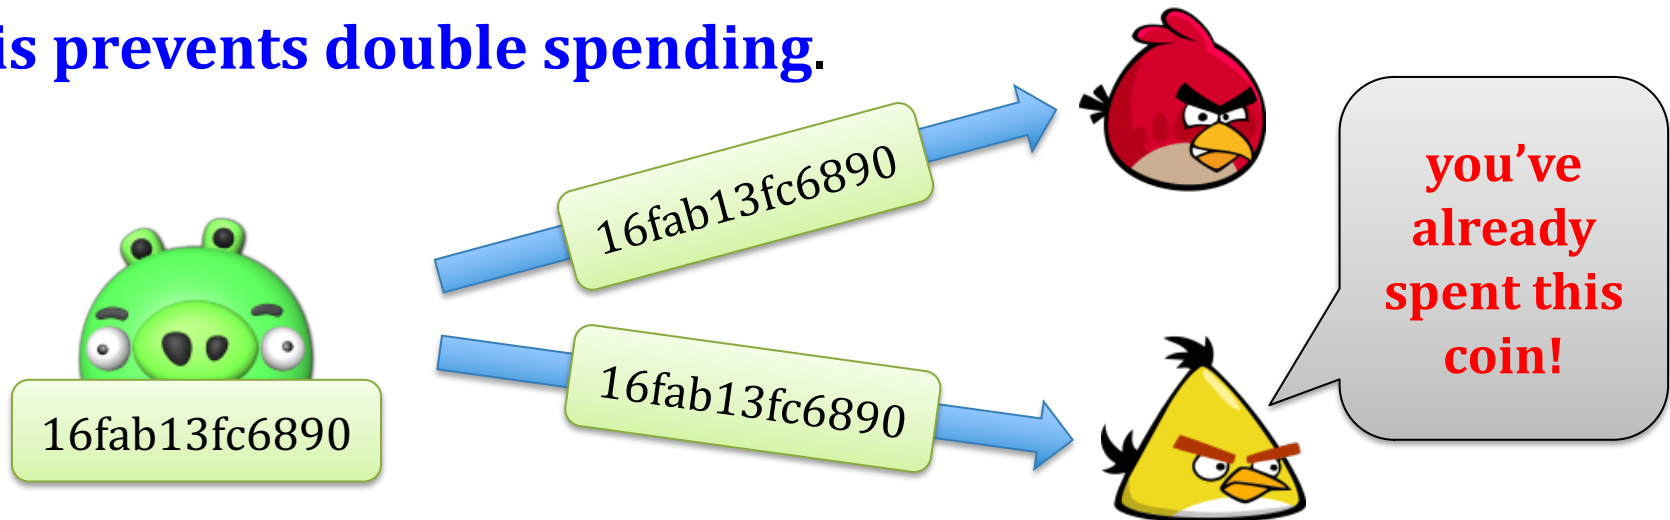 is prevents double spending.
16fab13fc6890
16fab13fc6890
16fab13fc6890
you’ve
already
spent this
coin!